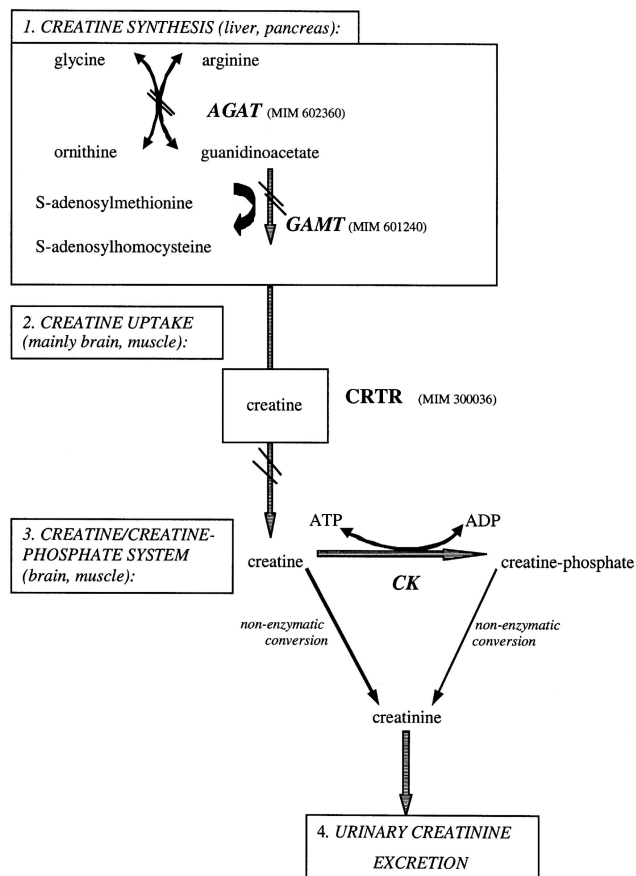 1. CREATINE SYNTHESIS (liver, pancreas):
glycine arginine
AGAT (MIM 602360)
ornithine guanidinoacetate
S-adenosylmethionine
GAMT (MIM 601240)
S-adenosylhomocysteine
2. CREATINE UPTAKE
(mainly brain, muscle):
creatine CRTR (MIM 300036)
3. CREATINE/CREATINE-
PHOSPHATE SYSTEM
(brain, muscle):
ATP ADP
creatine creatine-phosphate
CK
non-enzymatic
conversion
non-enzymatic
conversion
creatinine
4. URINARY CREATININE
EXCRETION